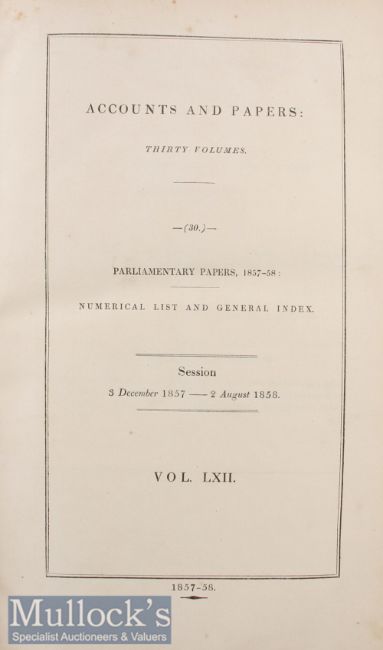 ACCOUNTS AND PAPERS:
THIRTY VOLUMES.
—(30.)—
PARLIAMENTARY PAPERS, 1857-58:
NUMERICAL LIST AND GENERAL INDEX.
Session
3 December 1857 — 2 August 1858.
VOL. LXII.
1857-58.
Mullock's
Specialist Auctioneers & Valuers